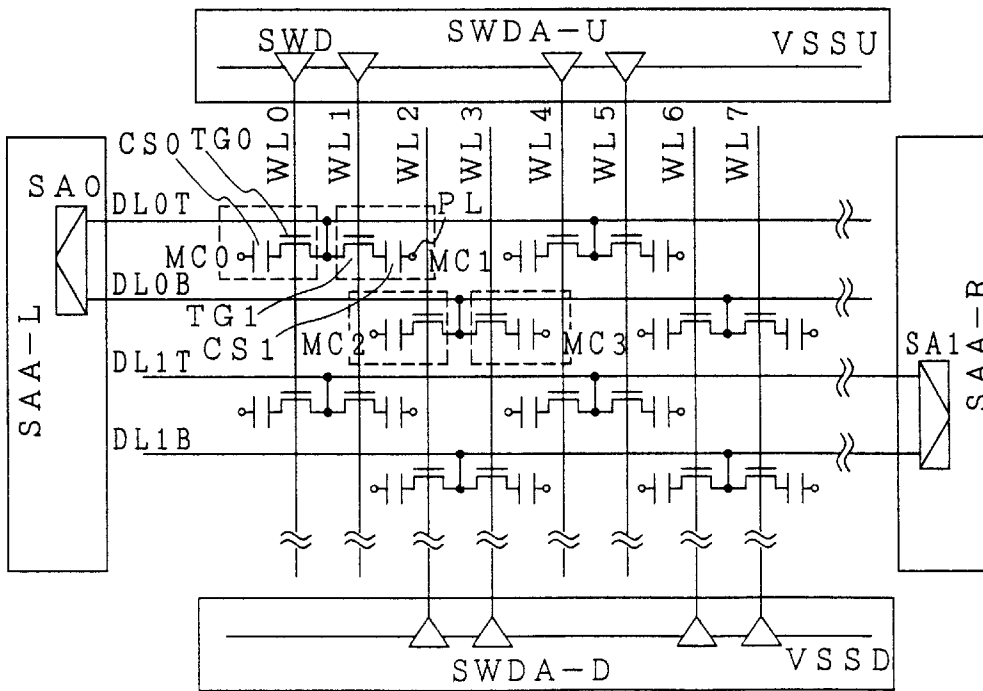 SWDA-U
SWD
VSSU
WL0
WL1
WL2
WL3
WL4
WL5
WL6
WL7
CS0
TG0
SA0
DL0T
PL
MC0
MC1
DL0B
TG1
CS1
MC2
MC3
SA1
DL1T
DL1B
SAA-L
SAA-R
SWDA-D
VSSD